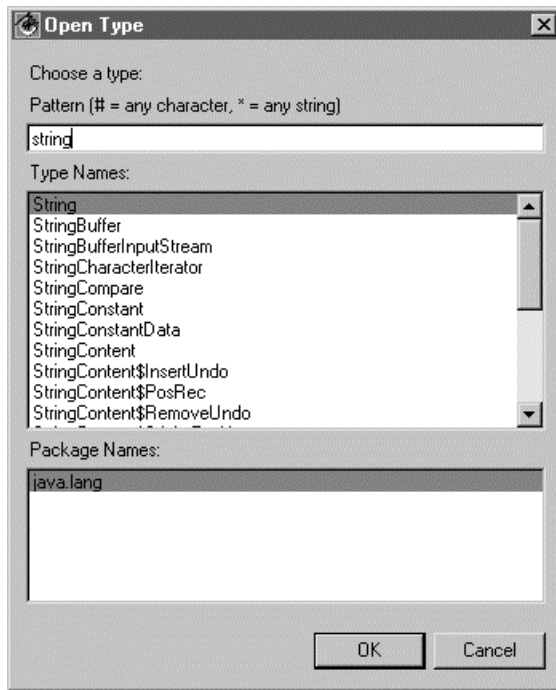 Open Type
Choose a type:
Pattern (# = any character, * = any string)
string
Type Names:
String
StringBuffer
StringBufferInputStream
StringCharacterIterator
StringCompare
StringConstant
StringConstantData
StringContent
StringContent$InsertUndo
StringContent$PosRec
StringContent$RemoveUndo
Package Names:
java.lang
OK Cancel